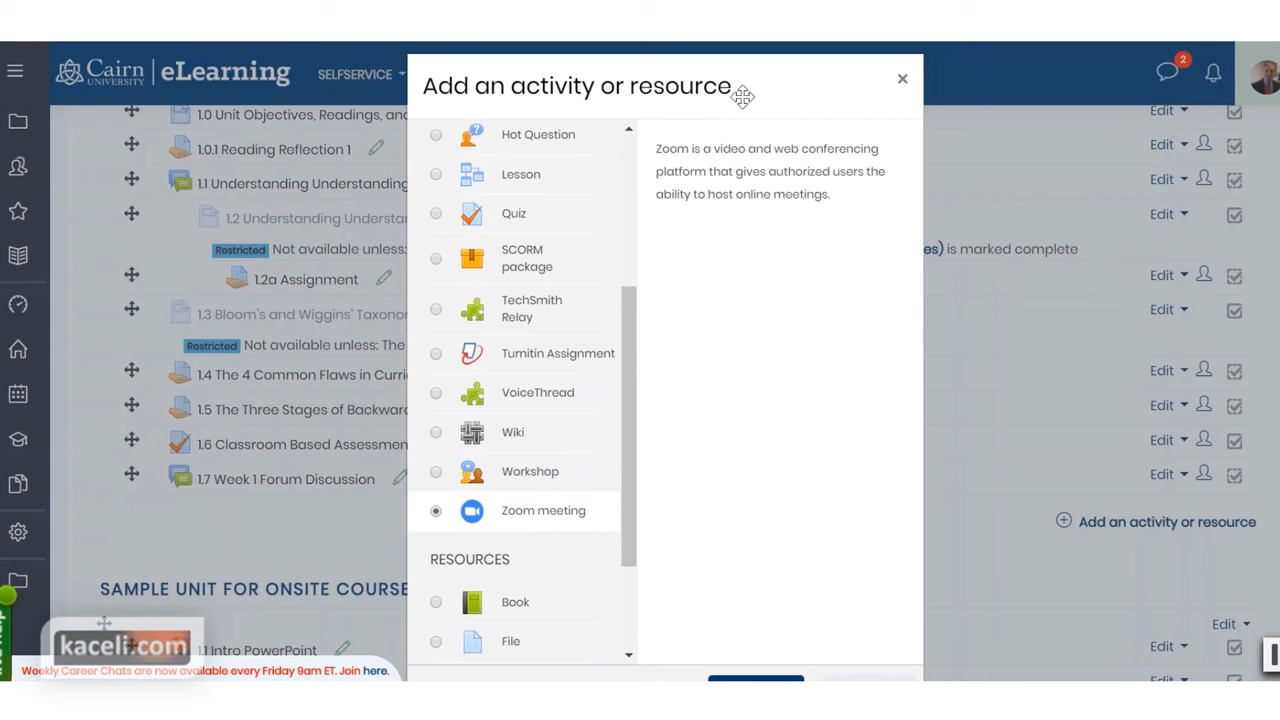 Cairn UNIVERSITY | eLearning SELFSERVICE
2
Add an activity or resource
×
1.0 Unit Objectives, Readings, an
Edit
1.0.1 Reading Reflection 1
Edit
1.1 Understanding Understanding
Edit
1.2 Understanding Understa
Edit
Restricted Not available unless:
es) is marked complete
1.2a Assignment
Edit
1.3 Bloom's and Wiggins' Taxono
Edit
Restricted Not available unless: The
1.4 The 4 Common Flaws in Curri
Edit
1.5 The Three Stages of Backwar
Edit
1.6 Classroom Based Assessmen
Edit
1.7 Week 1 Forum Discussion
Edit
Add an activity or resource
SAMPLE UNIT FOR ONSITE COURSE
Edit
1.1 Intro PowerPoint
Edit
Edit
Hot Question
Lesson
Quiz
SCORM
package
TechSmith
Relay
Turnitin Assignment
VoiceThread
Wiki
Workshop
Zoom meeting
RESOURCES
Book
File
Zoom is a video and web conferencing
platform that gives authorized users the
ability to host online meetings.
kaceli.com
Weekly Career Chats are now available every Friday 9am ET. Join here.